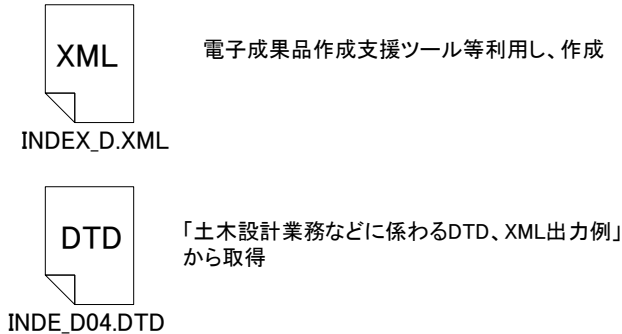 XML
電子成果品作成支援ツール等利用し、作成
INDEX_D.XML
DTD
「土木設計業務などに係わるDTD、XML出力例」
から取得
INDE_D04.DTD